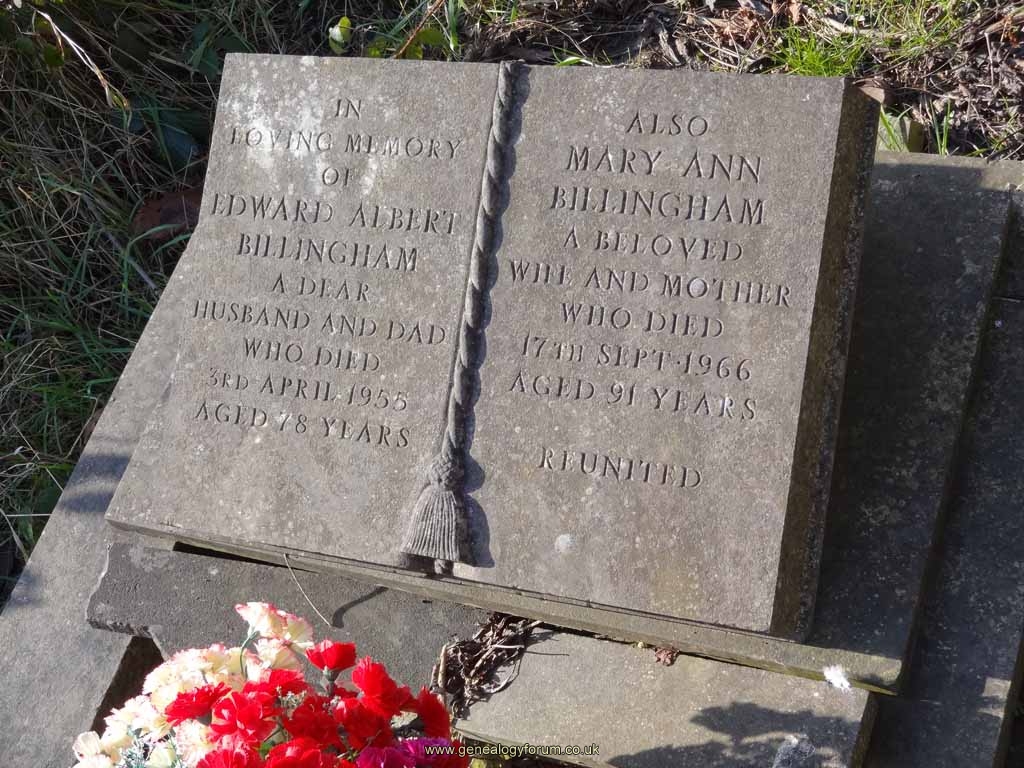 IN
LOVING MEMORY
OF
EDWARD ALBERT
BILLINGHAM
A DEAR
HUSBAND AND DAD
WHO DIED
3RD APRIL·1955
AGED 78 YEARS
ALSO
MARY ANN
BILLINGHAM
A BELOVED
WIFE AND MOTHER
WHO DIED
17TH SEPT·1966
AGED 91 YEARS
REUNITED
www.genealogyforum.co.uk